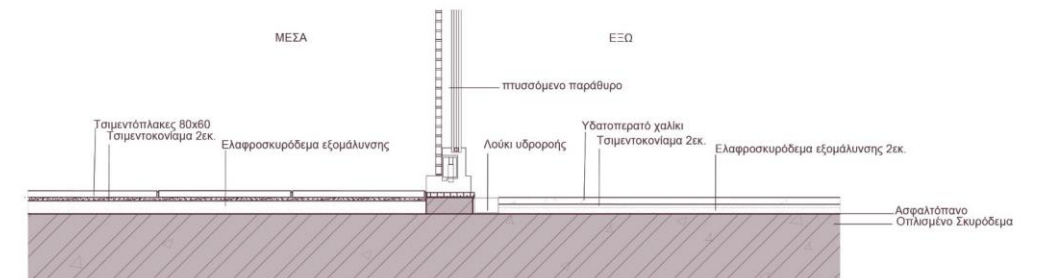 ΜΕΣΑ
ΕΞΩ
πτυσσόμενο παράθυρο
Τσιμεντόπλακες 80x60
Τσιμεντοκονίαμα 2εκ.
Ελαφροσκυρόδεμα εξομάλυνσης
Λούκι υδροροής
Υδατοπερατό χαλίκι
Τσιμεντοκονίαμα 2εκ.
Ελαφροσκυρόδεμα εξομάλυνσης 2εκ.
Ασφαλτόπανο
Οπλισμένο Σκυρόδεμα